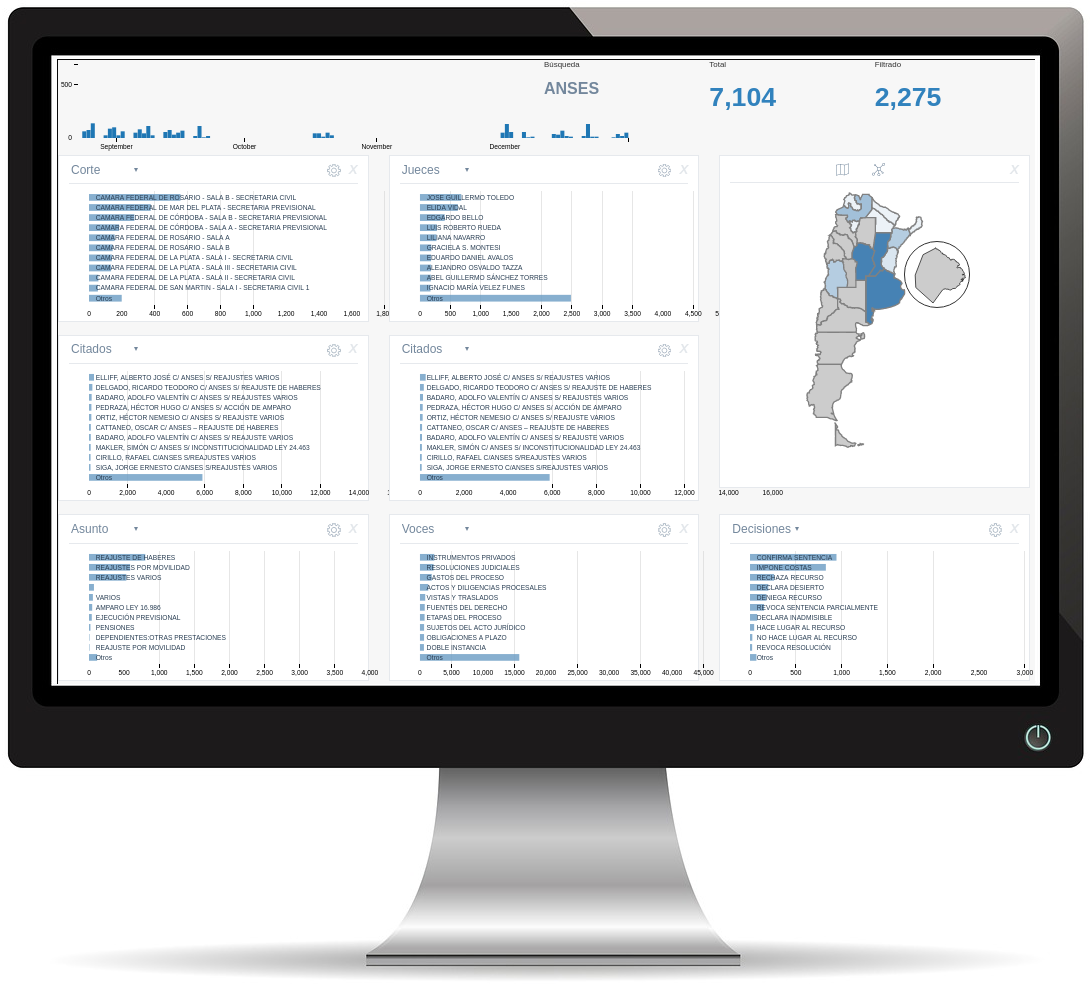 Búsqueda Total Filtrado
500
ANSES 7,104 2,275
0
September October November December
Corte X
CAMARA FEDERAL DE ROSARIO - SALA B - SECRETARIA CIVIL
CAMARA FEDERAL DE MAR DEL PLATA - SECRETARIA PREVISIONAL
CAMARA FEDERAL DE CÓRDOBA - SALA B - SECRETARIA PREVISIONAL
CAMARA FEDERAL DE CÓRDOBA - SALA A - SECRETARIA PREVISIONAL
CAMARA FEDERAL DE ROSARIO - SALA A
CAMARA FEDERAL DE ROSARIO - SALA B
CAMARA FEDERAL DE LA PLATA - SALA I - SECRETARIA CIVIL
CAMARA FEDERAL DE LA PLATA - SALA III - SECRETARIA CIVIL
CAMARA FEDERAL DE LA PLATA - SALA II - SECRETARIA CIVIL
CAMARA FEDERAL DE SAN MARTIN - SALA I - SECRETARIA CIVIL 1
Otros
0 200 400 600 800 1,000 1,200 1,400 1,600 1,80
Jueces X
JOSE GUILLERMO TOLEDO
ELIDA VIDAL
EDGARDO BELLO
LUIS ROBERTO RUEDA
LILIANA NAVARRO
GRACIELA S. MONTESI
EDUARDO DANIEL AVALOS
ALEJANDRO OSVALDO TAZZA
ABEL GUILLERMO SÁNCHEZ TORRES
IGNACIO MARÍA VELEZ FUNES
Otros
0 500 1,000 1,500 2,000 2,500 3,000 3,500 4,000 4,500 5
X
Citados X
ELLIFF, ALBERTO JOSÉ C/ ANSES S/ REAJUSTES VARIOS
DELGADO, RICARDO TEODORO C/ ANSES S/ REAJUSTE DE HABERES
BADARO, ADOLFO VALENTÍN C/ ANSES S/ REAJUSTES VARIOS
PEDRAZA, HÉCTOR HUGO C/ ANSES S/ ACCIÓN DE AMPARO
ORTIZ, HÉCTOR NEMESIO C/ ANSES S/ REAJUSTE VARIOS
CATTANEO, OSCAR C/ ANSES – REAJUSTE DE HABERES
BADARO, ADOLFO VALENTÍN C/ ANSES S/ REAJUSTE VARIOS
MAKLER, SIMÓN C/ ANSES S/ INCONSTITUCIONALIDAD LEY 24.463
CIRILLO, RAFAEL C/ANSES S/REAJUSTES VARIOS
SIGA, JORGE ERNESTO C/ANSES S/REAJUSTES VARIOS
Otros
0 2,000 4,000 6,000 8,000 10,000 12,000 14,000
Citados X
ELLIFF, ALBERTO JOSÉ C/ ANSES S/ REAJUSTES VARIOS
DELGADO, RICARDO TEODORO C/ ANSES S/ REAJUSTE DE HABERES
BADARO, ADOLFO VALENTÍN C/ ANSES S/ REAJUSTES VARIOS
PEDRAZA, HÉCTOR HUGO C/ ANSES S/ ACCIÓN DE AMPARO
ORTIZ, HÉCTOR NEMESIO C/ ANSES S/ REAJUSTE VARIOS
CATTANEO, OSCAR C/ ANSES – REAJUSTE DE HABERES
BADARO, ADOLFO VALENTÍN C/ ANSES S/ REAJUSTE VARIOS
MAKLER, SIMÓN C/ ANSES S/ INCONSTITUCIONALIDAD LEY 24.463
CIRILLO, RAFAEL C/ANSES S/REAJUSTES VARIOS
SIGA, JORGE ERNESTO C/ANSES S/REAJUSTES VARIOS
Otros
0 2,000 4,000 6,000 8,000 10,000 12,000 14,000 16,000
Asunto X
REAJUSTE DE HABERES
REAJUSTES POR MOVILIDAD
REAJUSTES VARIOS
VARIOS
AMPARO LEY 16.986
EJECUCIÓN PREVISIONAL
PENSIONES
DEPENDIENTES:OTRAS PRESTACIONES
REAJUSTE POR MOVILIDAD
Otros
0 500 1,000 1,500 2,000 2,500 3,000 3,500 4,000
Voces X
INSTRUMENTOS PRIVADOS
RESOLUCIONES JUDICIALES
GASTOS DEL PROCESO
ACTOS Y DILIGENCIAS PROCESALES
VISTAS Y TRASLADOS
FUENTES DEL DERECHO
ETAPAS DEL PROCESO
SUJETOS DEL ACTO JURÍDICO
OBLIGACIONES A PLAZO
DOBLE INSTANCIA
Otros
0 5,000 10,000 15,000 20,000 25,000 30,000 35,000 40,000 45,000
Decisiones X
CONFIRMA SENTENCIA
IMPONE COSTAS
RECHAZA RECURSO
DECLARA DESIERTO
DENIEGA RECURSO
REVOCA SENTENCIA PARCIALMENTE
DECLARA INADMISIBLE
HACE LUGAR AL RECURSO
NO HACE LUGAR AL RECURSO
REVOCA RESOLUCIÓN
Otros
0 500 1,000 1,500 2,000 2,500 3,000